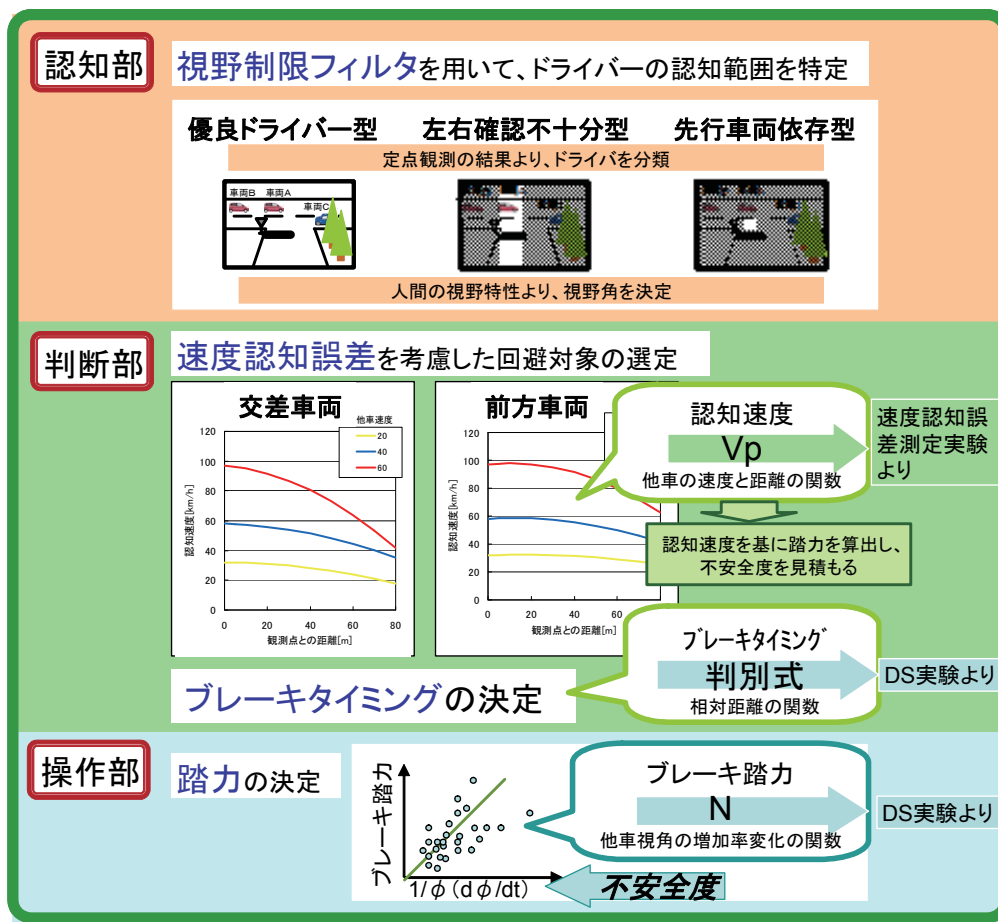 認知部
視野制限フィルタを用いて、ドライバーの認知範囲を特定
優良ドライバー型
左右確認不十分型
先行車両依存型
定点観測の結果より、ドライバを分類
車両B
車両A
車両C
人間の視野特性より、視野角を決定
判断部
速度認知誤差を考慮した回避対象の選定
交差車両
他車速度
20
40
60
120
100
80
60
40
20
0
認知速度[km/h]
0 20 40 60 80
観測点との距離[m]
前方車両
120
100
80
60
40
20
0
認知速度[km/h]
0 20 40 60 80
観測点との距離[m]
認知速度
Vp
他車の速度と距離の関数
速度認知誤
差測定実験
より
認知速度を基に踏力を算出し、
不安全度を見積もる
ブレーキタイミングの決定
ブレーキタイミング
判別式
相対距離の関数
DS実験より
操作部
踏力の決定
ブレーキ踏力
1/φ(dφ/dt)
不安全度
ブレーキ踏力
N
他車視角の増加率変化の関数
DS実験より